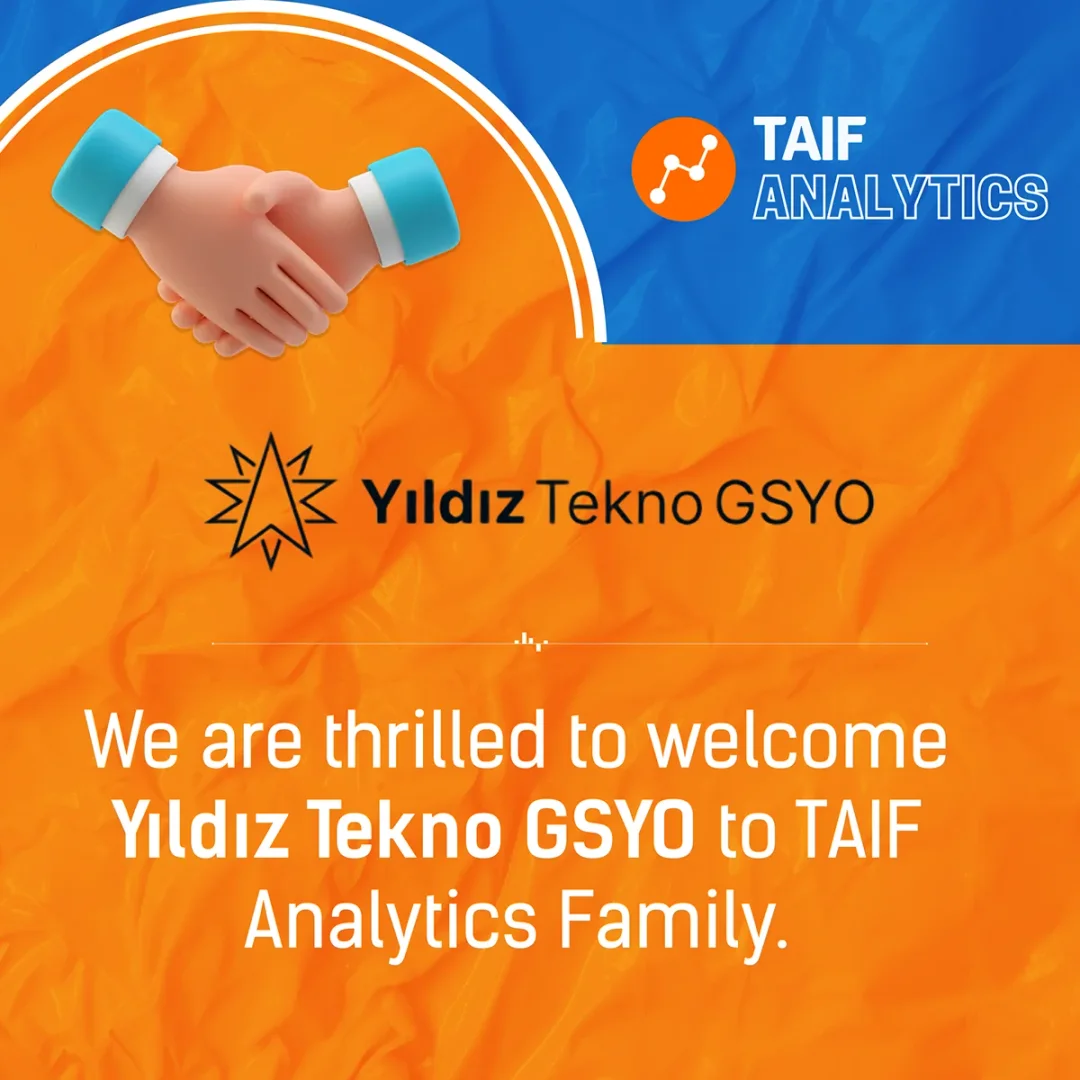 TAIF
ANALYTICS
Yıldız Tekno GSYO
We are thrilled to welcome
Yıldız Tekno GSYO to TAIF
Analytics Family.